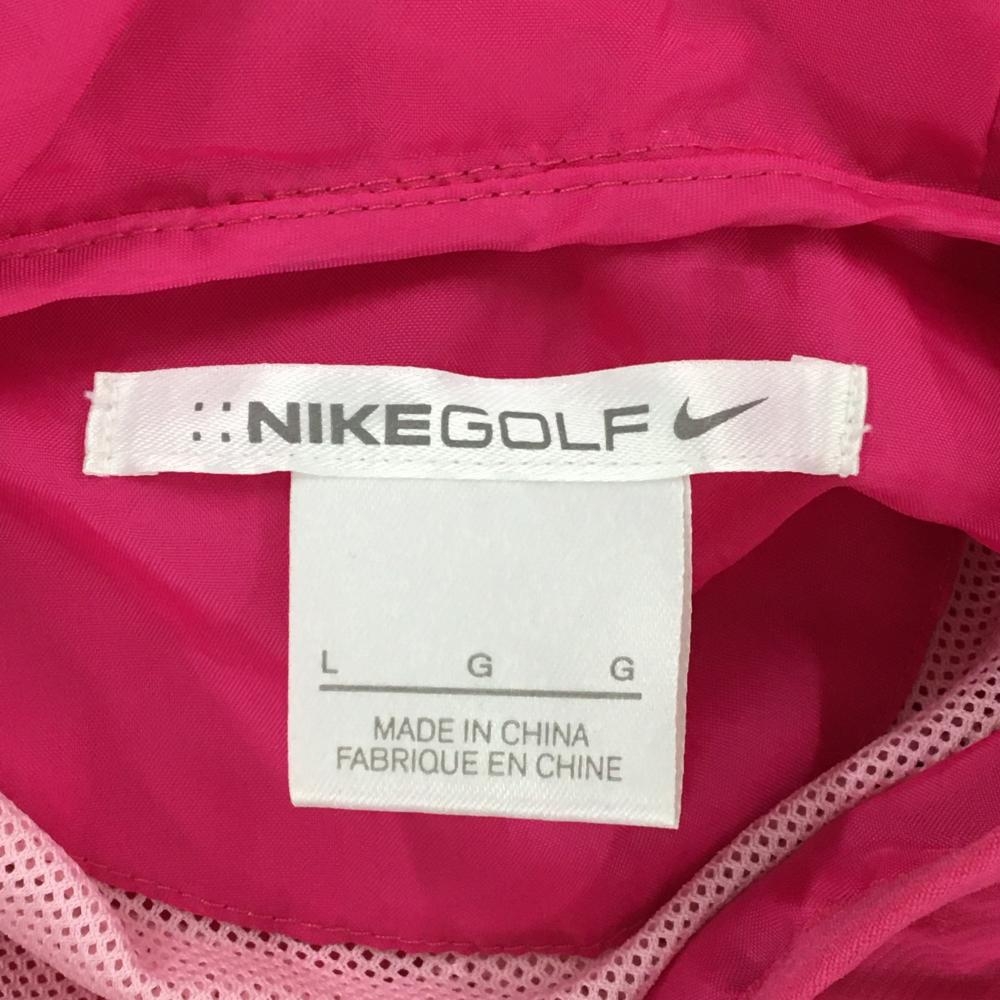 NIKEGOLF
L G G
MADE IN CHINA
FABRIQUE EN CHINE